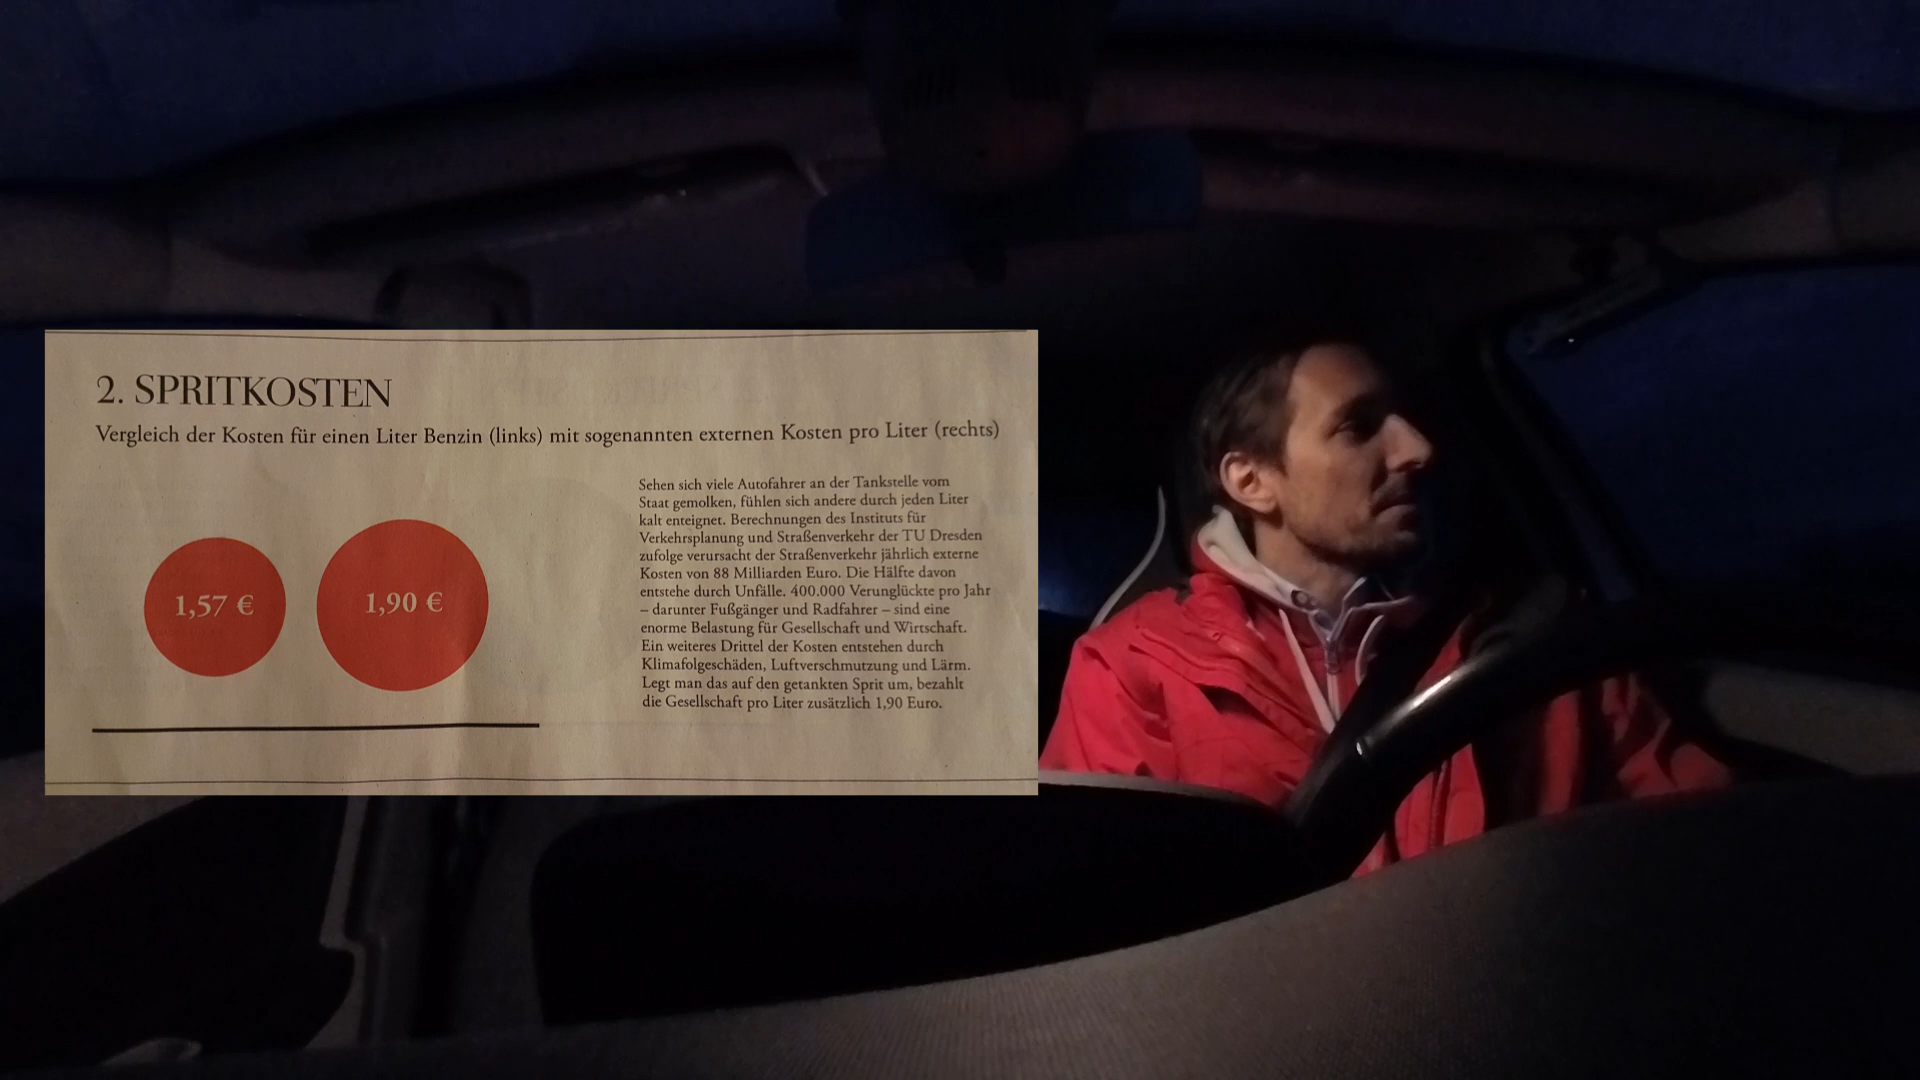 2. SPRITKOSTEN
Vergleich der Kosten für einen Liter Benzin (links) mit sogenannten externen Kosten pro Liter (rechts)
1,57 €
1,90 €
Sehen sich viele Autofahrer an der Tankstelle vom
Staat gemolken, fühlen sich andere durch jeden Liter
kalt enteignet. Berechnungen des Instituts für
Verkehrsplanung und Straßenverkehr der TU Dresden
zufolge verursacht der Straßenverkehr jährlich externe
Kosten von 88 Milliarden Euro. Die Hälfte davon
entstehe durch Unfälle. 400.000 Verunglückte pro Jahr
– darunter Fußgänger und Radfahrer – sind eine
enorme Belastung für Gesellschaft und Wirtschaft.
Ein weiteres Drittel der Kosten entstehen durch
Klimafolgeschäden, Luftverschmutzung und Lärm.
Legt man das auf den getankten Sprit um, bezahlt
die Gesellschaft pro Liter zusätzlich 1,90 Euro.